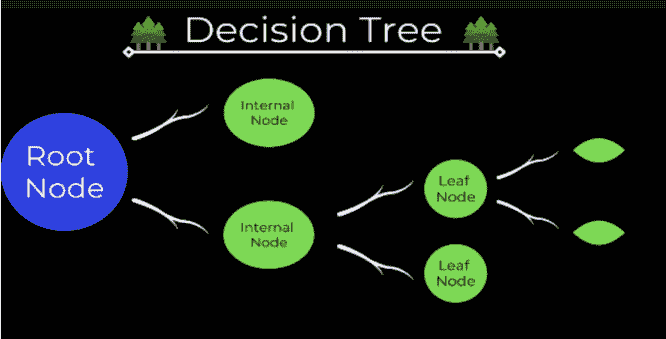 Decision Tree
Internal
Node
Root
Node
Leaf
Node
Internal
Node
Leaf
Node